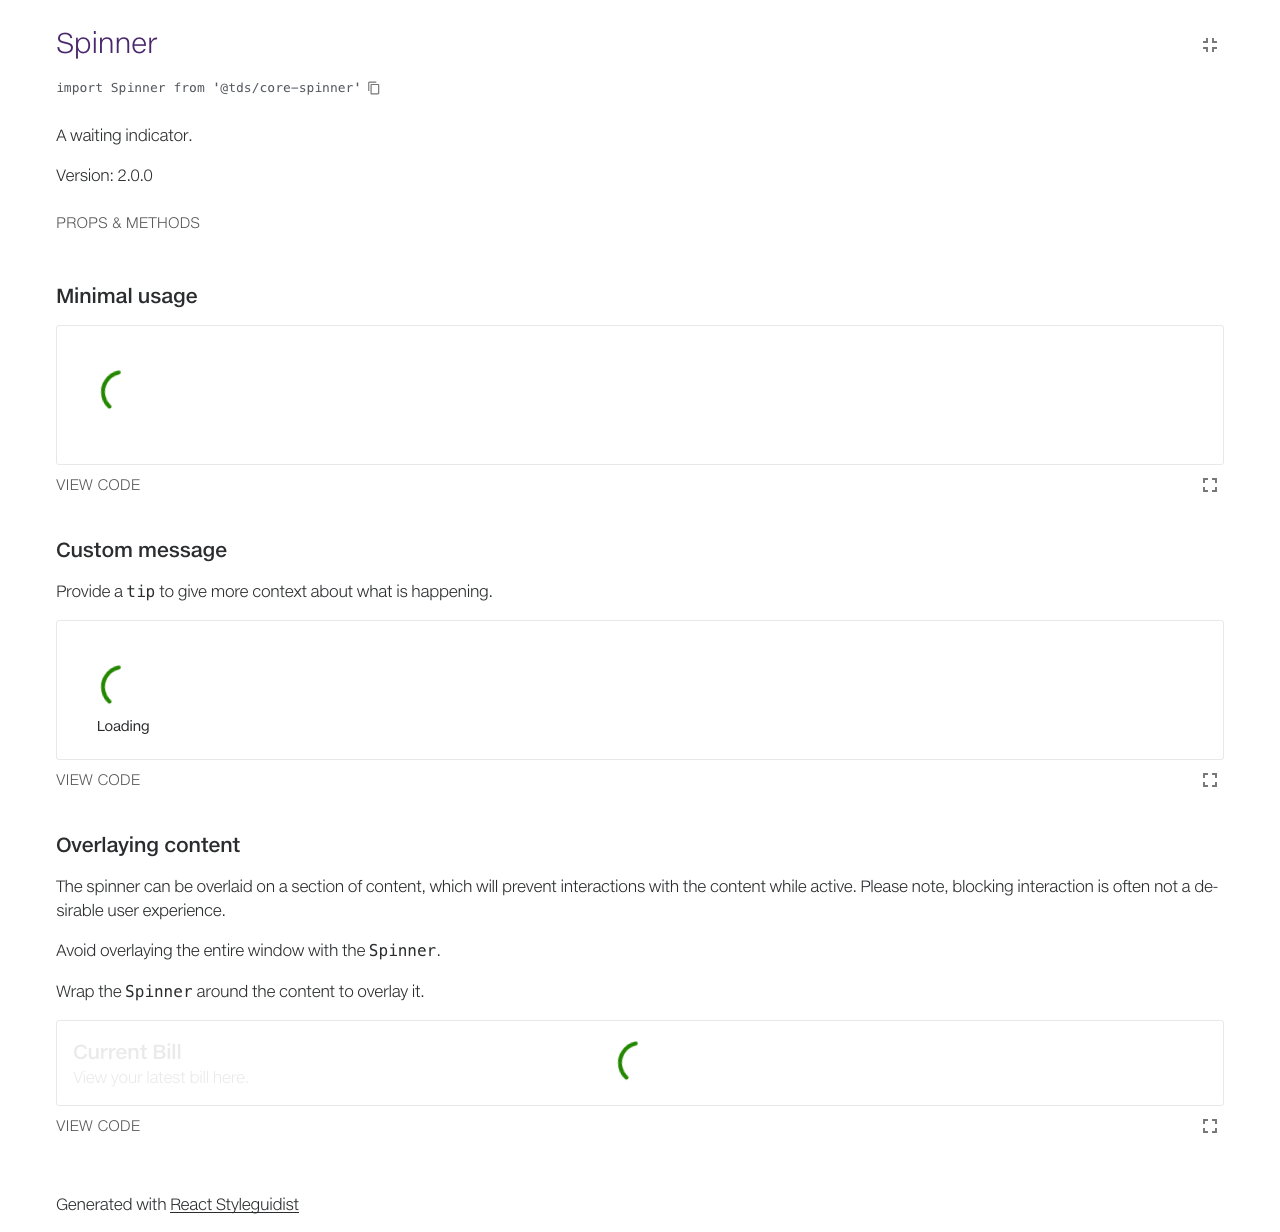 Spinner
import Spinner from '@tds/core-spinner'
A waiting indicator.
Version: 2.0.0
PROPS & METHODS
Minimal usage
VIEW CODE
Custom message
Provide a tip to give more context about what is happening.
Loading
VIEW CODE
Overlaying content
The spinner can be overlaid on a section of content, which will prevent interactions with the content while active. Please note, blocking interaction is often not a de-
sirable user experience.
Avoid overlaying the entire window with the Spinner.
Wrap the Spinner around the content to overlay it.
Current Bill
View your latest bill here.
VIEW CODE
Generated with React Styleguidist